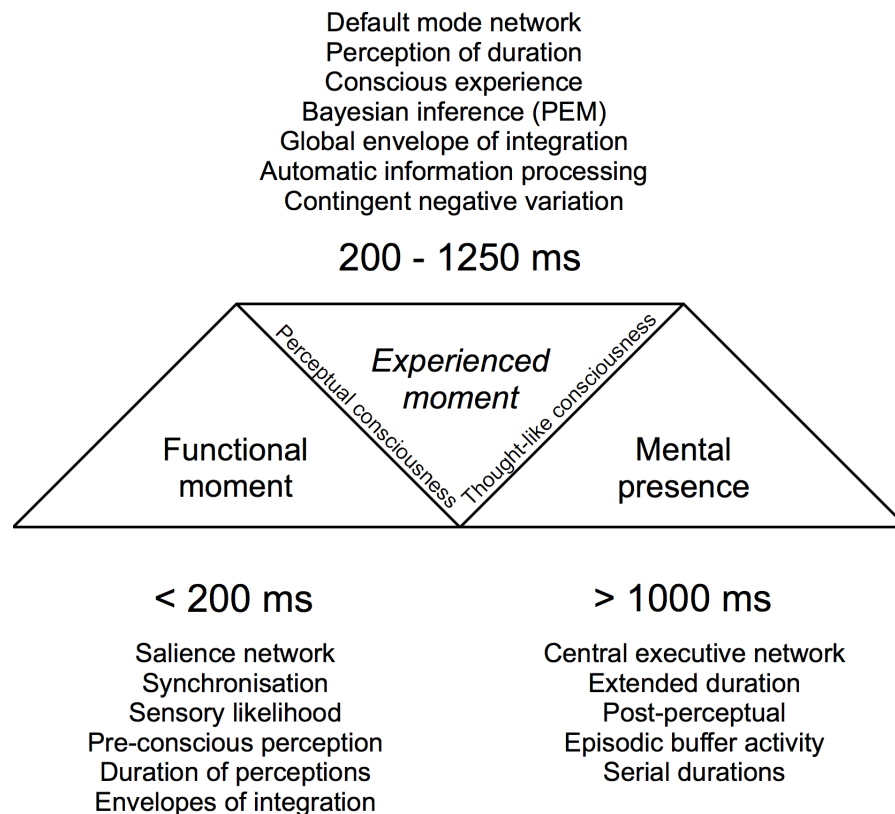 Default mode network
Perception of duration
Conscious experience
Bayesian inference (PEM)
Global envelope of integration
Automatic information processing
Contingent negative variation
200 - 1250 ms
Perceptual consciousness
Experienced
moment
Thought-like consciousness
Functional
moment
Mental
presence
< 200 ms
Salience network
Synchronisation
Sensory likelihood
Pre-conscious perception
Duration of perceptions
Envelopes of integration
> 1000 ms
Central executive network
Extended duration
Post-perceptual
Episodic buffer activity
Serial durations